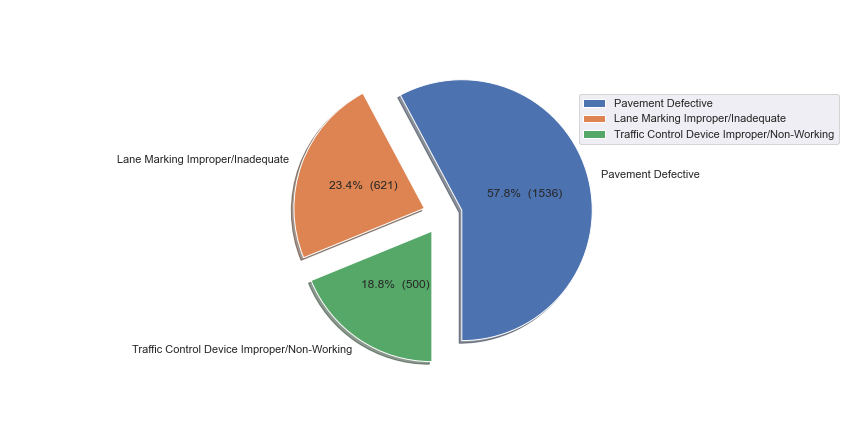 Pavement Defective
Lane Marking Improper/Inadequate
Traffic Control Device Improper/Non-Working
Lane Marking Improper/Inadequate
Pavement Defective
23.4%  (621)
57.8%  (1536)
18.8%  (500)
Traffic Control Device Improper/Non-Working